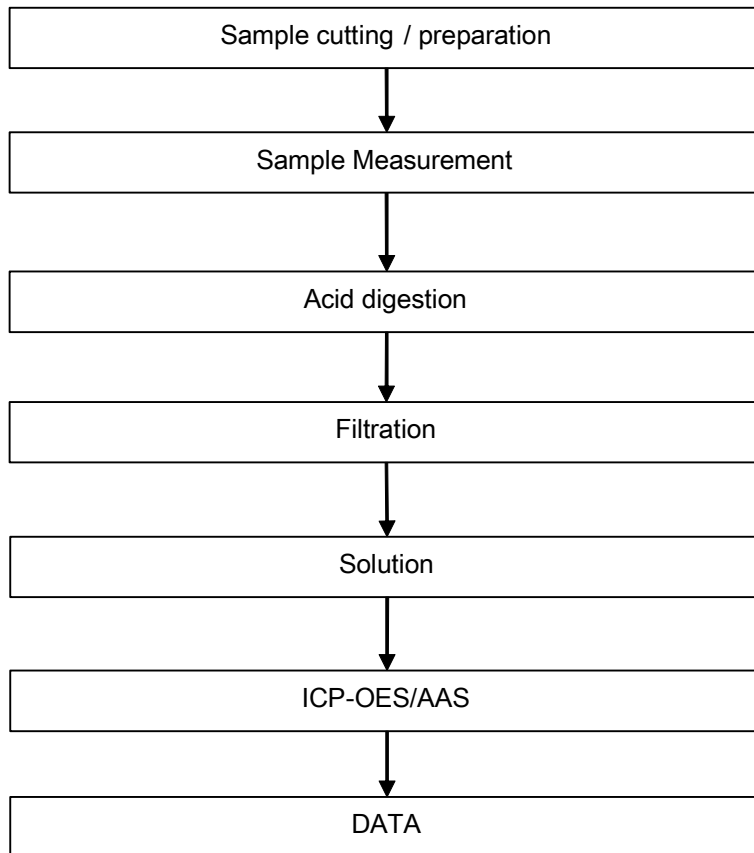 Sample cutting / preparation
Sample Measurement
Acid digestion
Filtration
Solution
ICP-OES/AAS
DATA